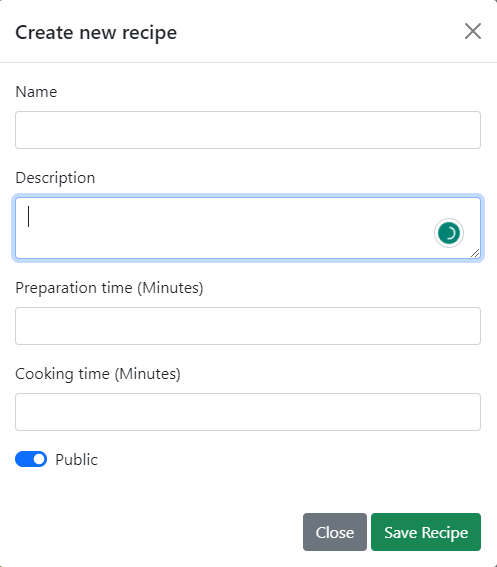 Create new recipe
Name
Description
Preparation time (Minutes)
Cooking time (Minutes)
Public
Close Save Recipe